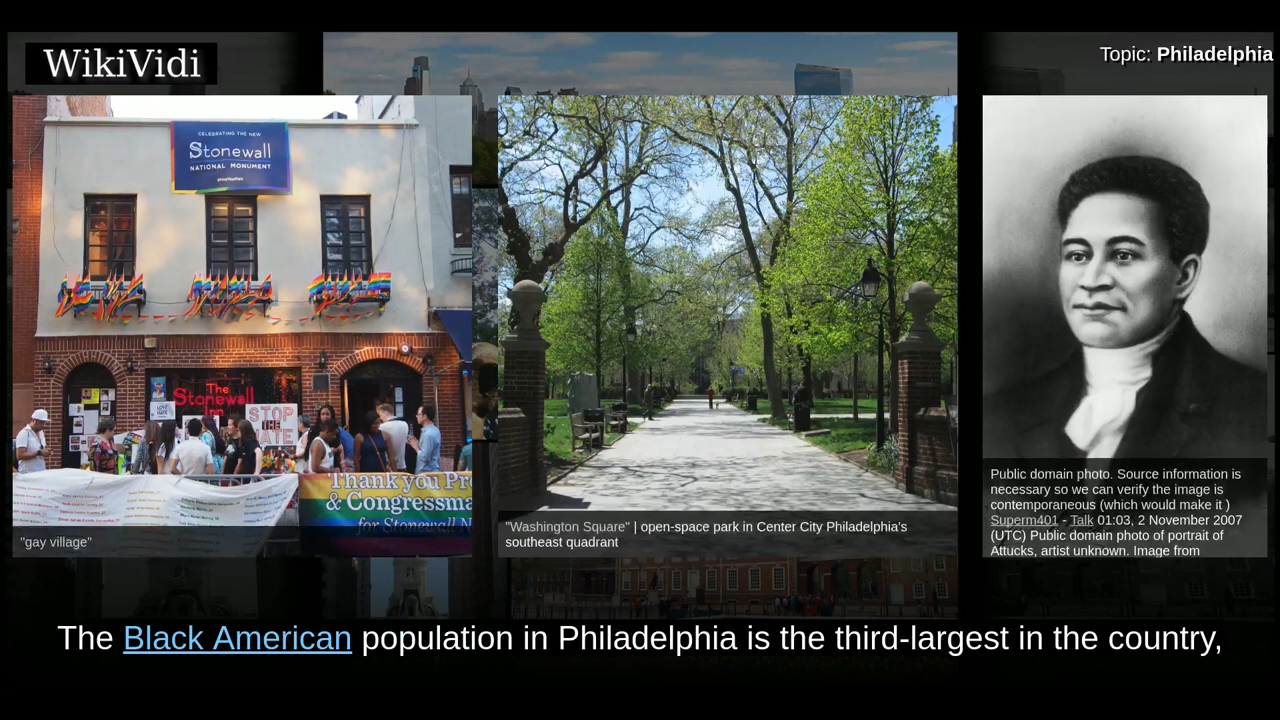 WikiVidi
Topic: Philadelphia
CELEBRATING THE NEW
Stonewall
NATIONAL MONUMENT
The
Stonewall
Inn
STOP
THE
HATE
Thank you Pr
& Congressma
for Stonewall N
"gay village"
"Washington Square" | open-space park in Center City Philadelphia's
southeast quadrant
Public domain photo. Source information is
necessary so we can verify the image is
contemporaneous (which would make it )
Superm401 - Talk 01:03, 2 November 2007
(UTC) Public domain photo of portrait of
Attucks, artist unknown. Image from
The Black American population in Philadelphia is the third-largest in the country,